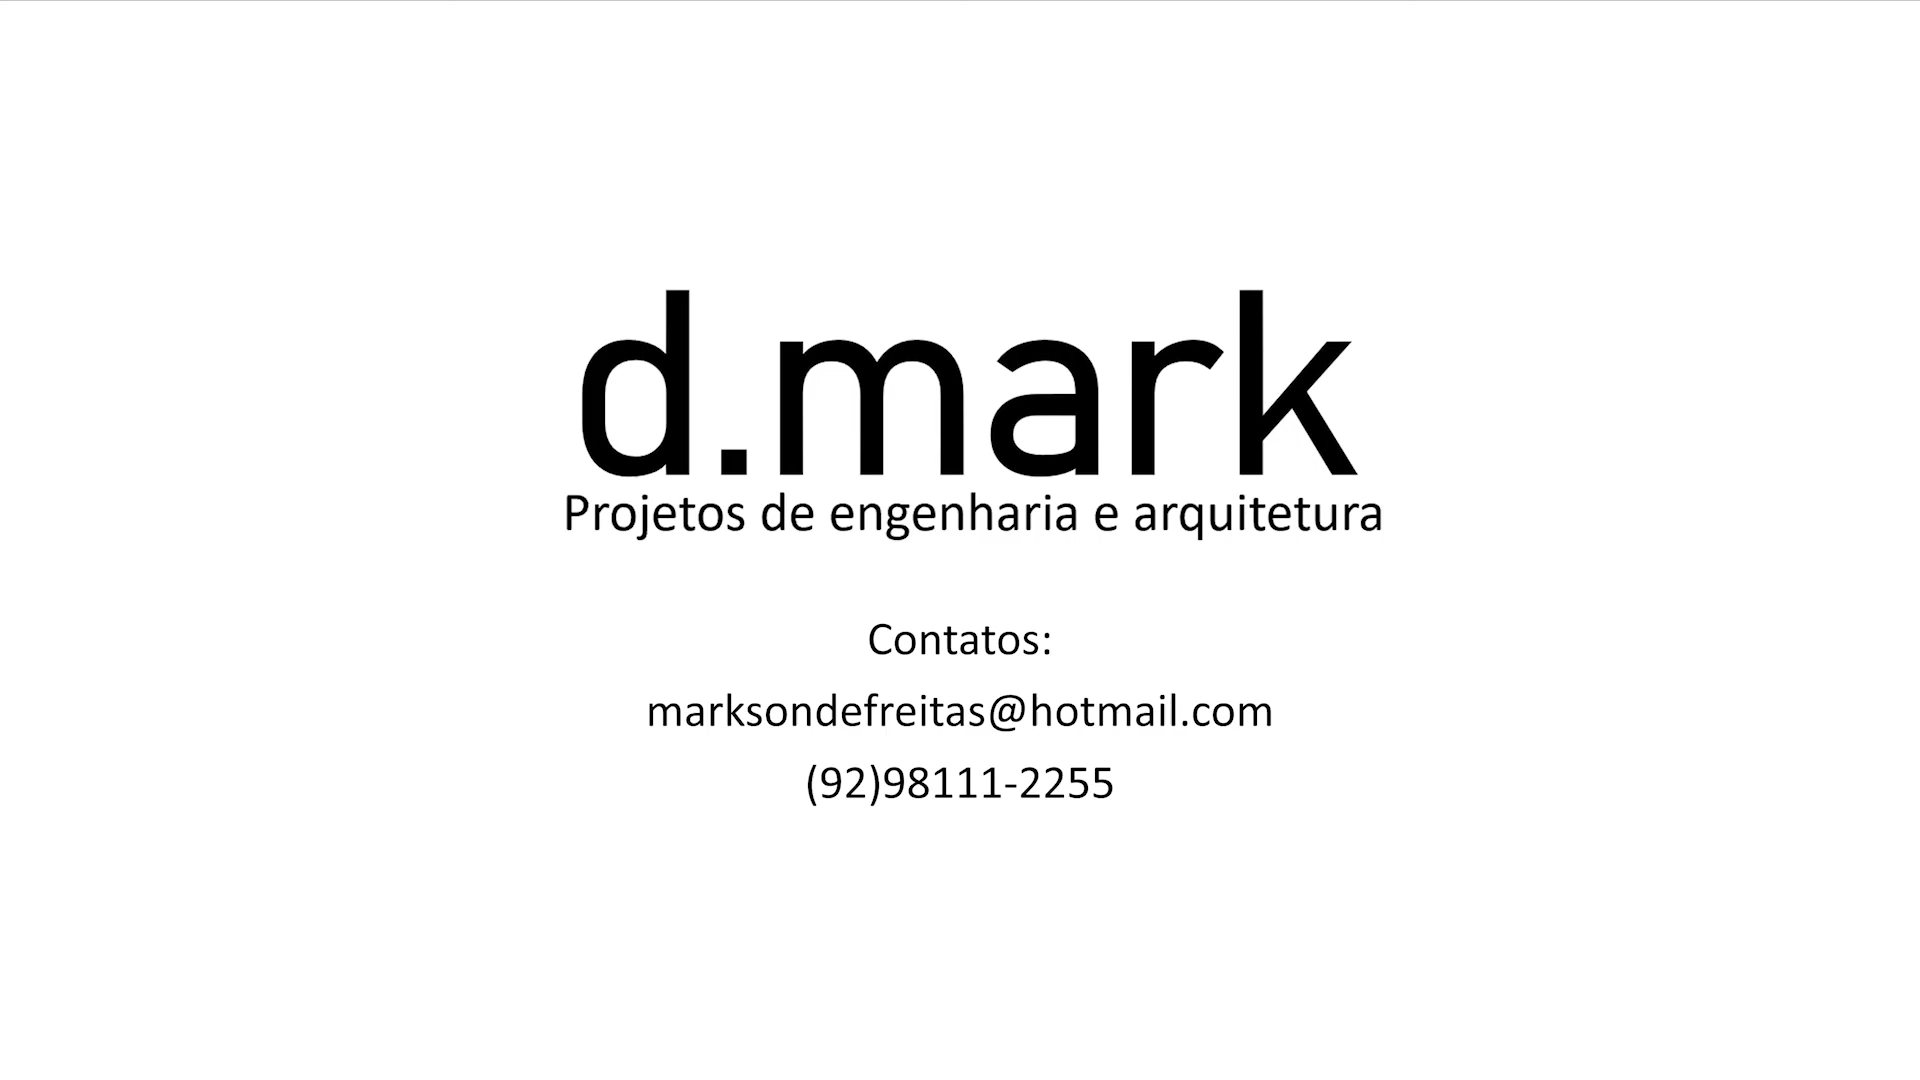 d.mark
Projetos de engenharia e arquitetura
Contatos:
marksondefreitas@hotmail.com
(92)98111-2255